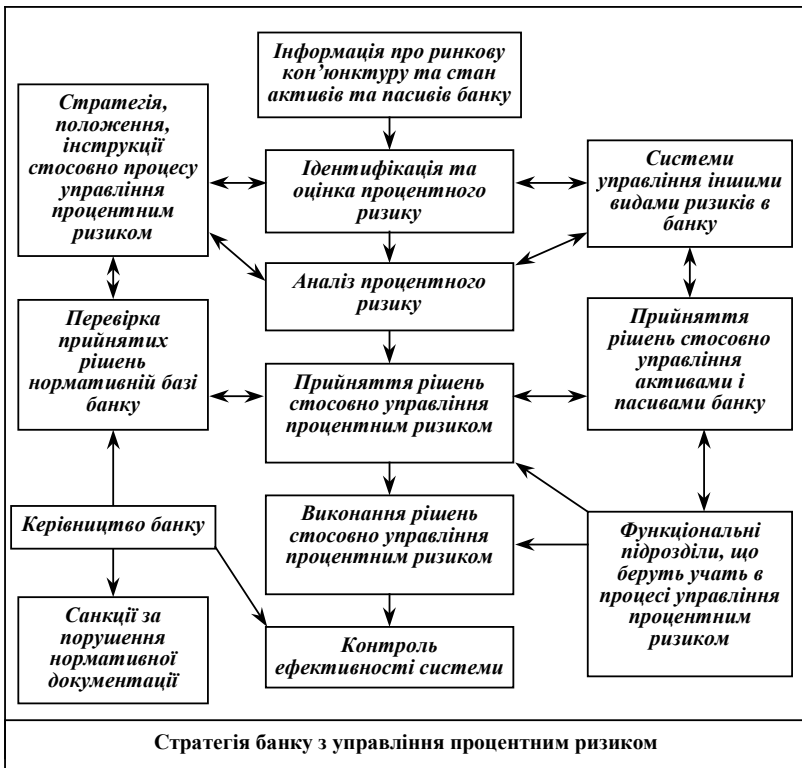 Інформація про ринкову
кон’юнктуру та стан
активів та пасивів банку
Стратегія,
положення,
інструкції
стосовно процесу
управління
процентним
ризиком
Ідентифікація та
оцінка процентного
ризику
Системи
управління іншими
видами ризиків в
банку
Аналіз процентного
ризику
Перевірка
прийнятих
рішень
нормативній базі
банку
Прийняття рішень
стосовно управління
процентним ризиком
Прийняття
рішень стосовно
управління
активами і
пасивами банку
Керівництво банку
Виконання рішень
стосовно управління
процентним ризиком
Функціональні
підрозділи, що
беруть учать в
процесі управління
процентним
ризиком
Санкції за
порушення
нормативної
документації
Контроль
ефективності системи
Стратегія банку з управління процентним ризиком